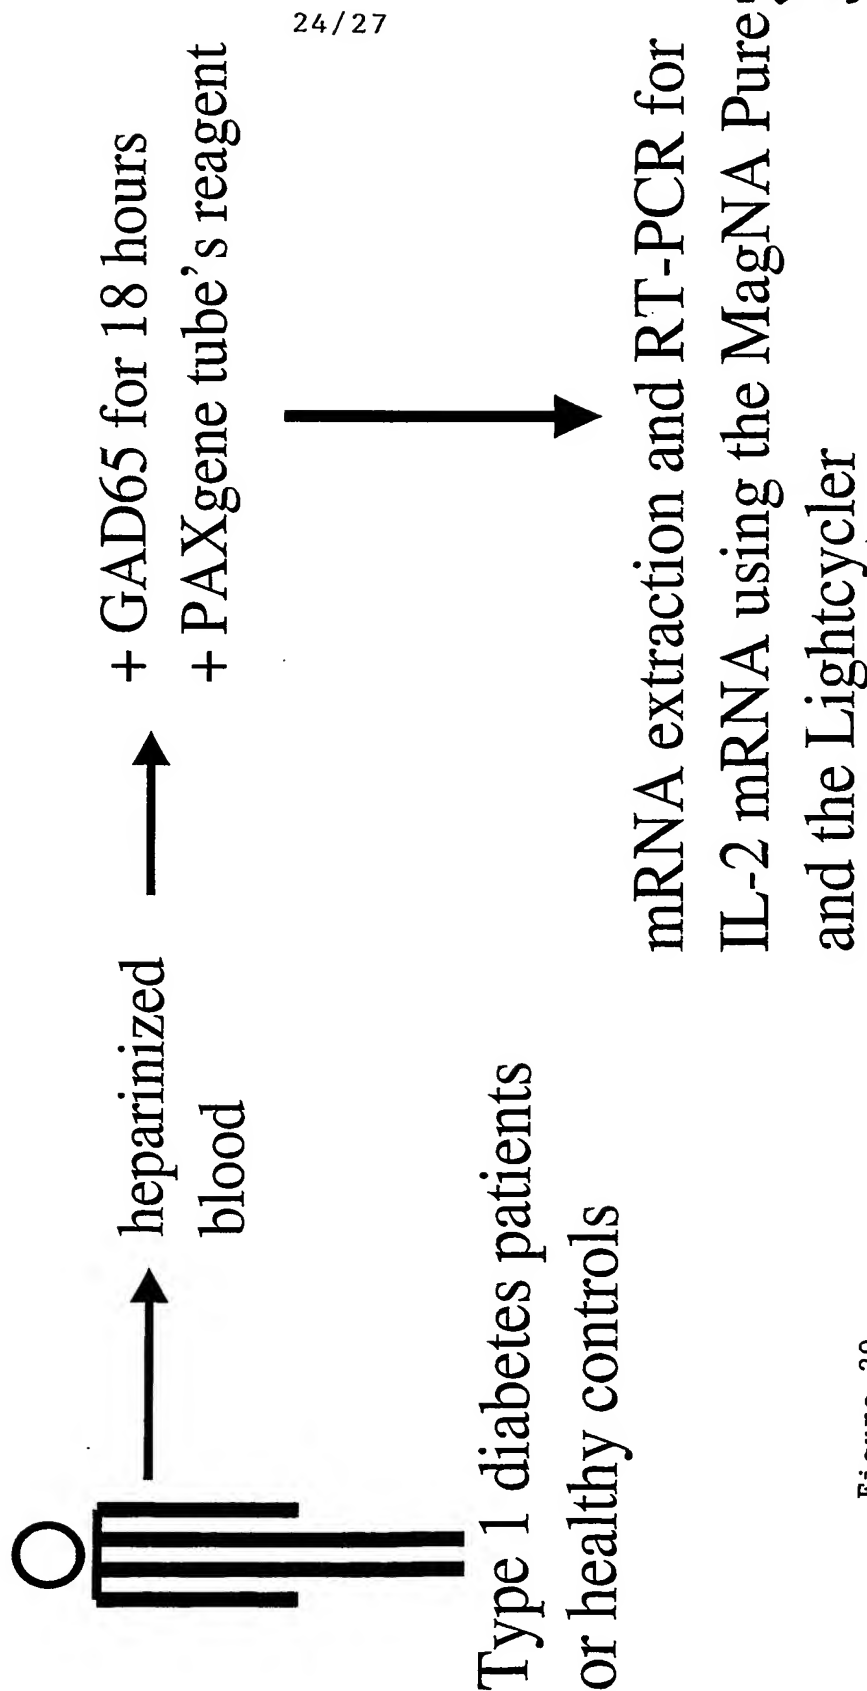 24/27
heparinized
blood
+ GAD65 for 18 hours
+ PAXgene tube's reagent
Type 1 diabetes patients
or healthy controls
mRNA extraction and RT-PCR for
IL-2 mRNA using the MagNA Pure
and the Lightcycler